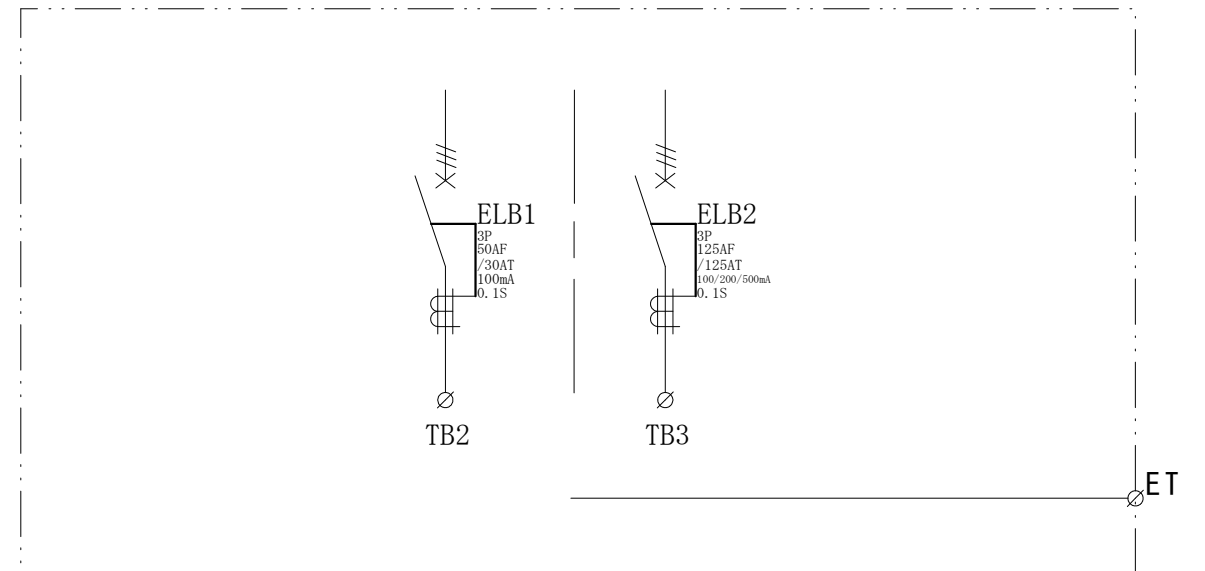 ELB1
3P
50AF
/30AT
100mA
0.1S
TB2
ELB2
3P
125AF
/125AT
100/200/500mA
0.1S
TB3
ET